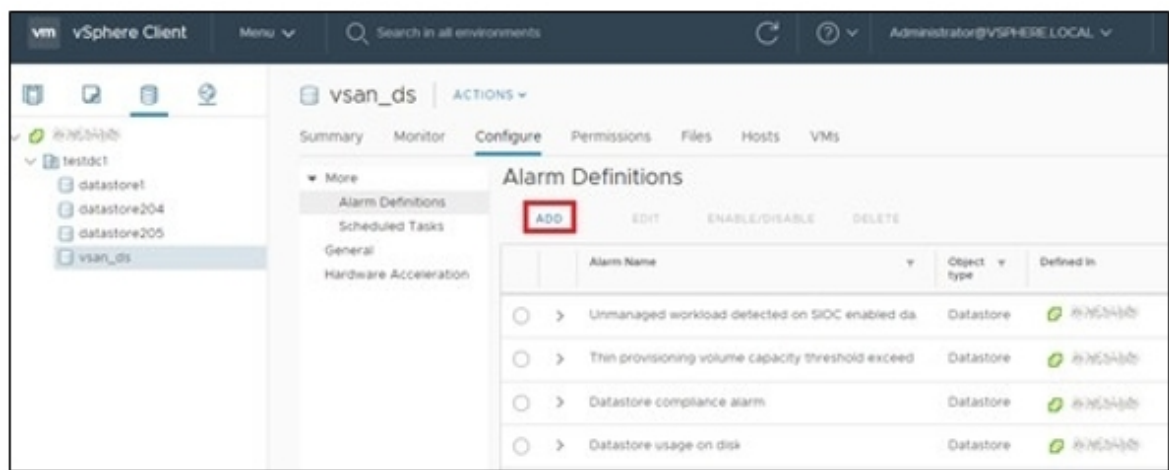 vm vSphere Client Menu Search in all environments Administrator@VSPHERE.LOCAL
vsan_ds ACTIONS
testdc1
datastore1
datastore204
datastore205
vsan_ds
Summary Monitor Configure Permissions Files Hosts VMs
More
Alarm Definitions
Scheduled Tasks
General
Hardware Acceleration
Alarm Definitions
ADD EDIT ENABLE/DISABLE DELETE
Alarm Name Object type Defined In
Unmanaged workload detected on SIOC enabled da Datastore
Thin provisioning volume capacity threshold exceed Datastore
Datastore compliance alarm Datastore
Datastore usage on disk Datastore